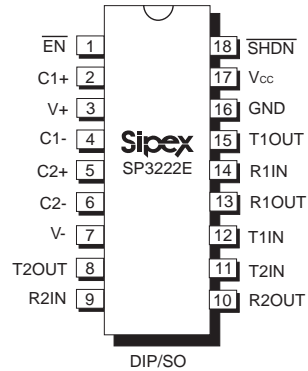 EN 1 18 SHDN
C1+ 2 17 Vcc
V+ 3 16 GND
C1- 4 Sipex 15 T1OUT
C2+ 5 SP3222E 14 R1IN
C2- 6 13 R1OUT
V- 7 12 T1IN
T2OUT 8 11 T2IN
R2IN 9 10 R2OUT
DIP/SO